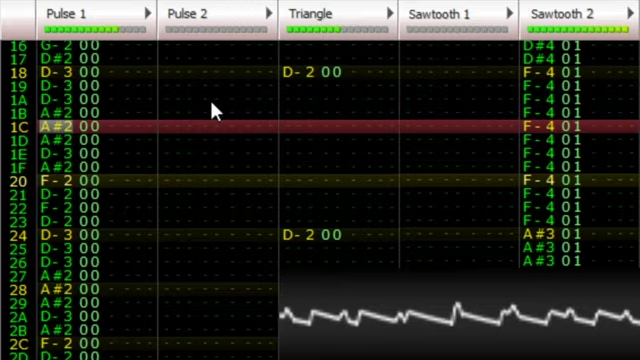 Pulse 1 Pulse 2 Triangle Sawtooth 1 Sawtooth 2
16 G- 2 00 D#4 01
17 D#2 00 D#4 01
18 D- 3 00 D- 2 00 F- 4 01
19 D- 3 00 F- 4 01
1A D- 3 00 F- 4 01
1B A#2 00 F- 4 01
1C A#2 00 F- 4 01
1D A#2 00 F- 4 01
1E D- 3 00 F- 4 01
1F A#2 00 F- 4 01
20 F- 2 00 F- 4 01
21 D- 2 00 F- 4 01
22 F- 2 00 F- 4 01
23 D- 2 00 F- 4 01
24 D- 3 00 D- 2 00 A#3 01
25 D- 3 00 A#3 01
26 D- 3 00 A#3 01
27 A#2 00
28 A#2 00
29 A#2 00
2A D- 3 00
2B A#2 00
2C F- 2 00
2D D- 2 00